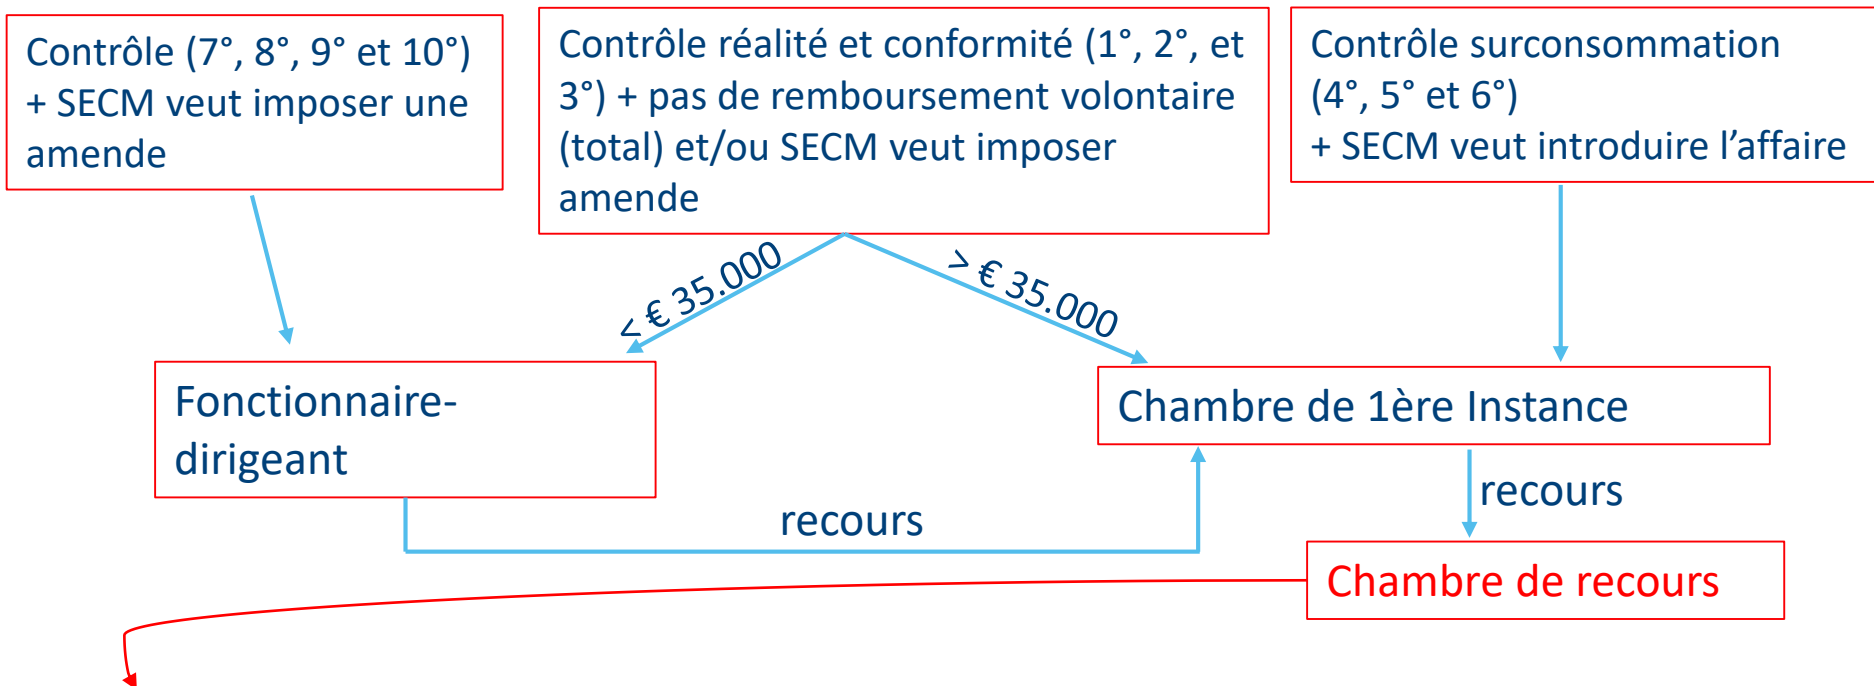 Contrôle (7°, 8°, 9° et 10°)
+ SECM veut imposer une
amende
Contrôle réalité et conformité (1°, 2°, et
3°) + pas de remboursement volontaire
(total) et/ou SECM veut imposer
amende
Contrôle surconsommation
(4°, 5° et 6°)
+ SECM veut introduire l’affaire
< € 35.000
> € 35.000
Fonctionnaire-
dirigeant
Chambre de 1ère Instance
recours
recours
Chambre de recours